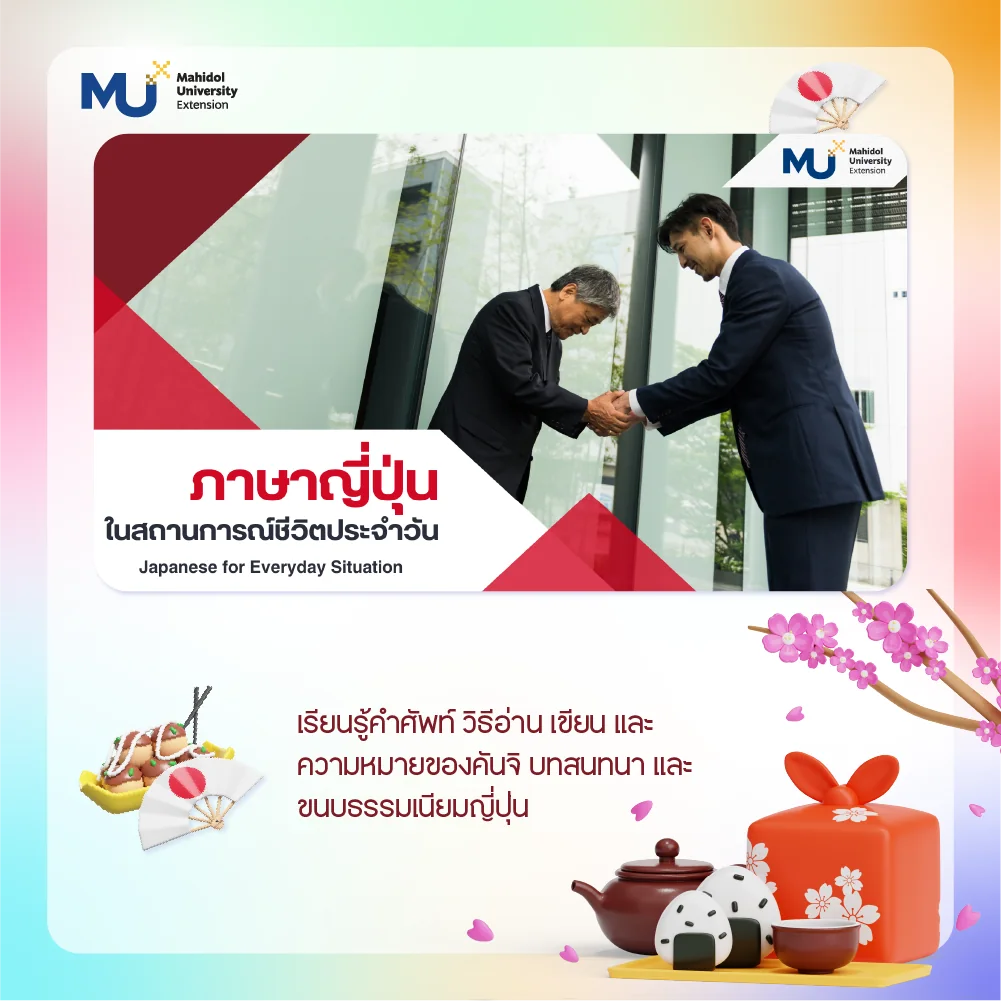 Mahidol
University
Extension
Mahidol
University
Extension
ภาษาญี่ปุ่น
ในสถานการณ์ชีวิตประจำวัน
Japanese for Everyday Situation
เรียนรู้คำศัพท์ วิธีอ่าน เขียน และ
ความหมายของคันจิ บทสนทนา และ
ขนบธรรมเนียมญี่ปุ่น